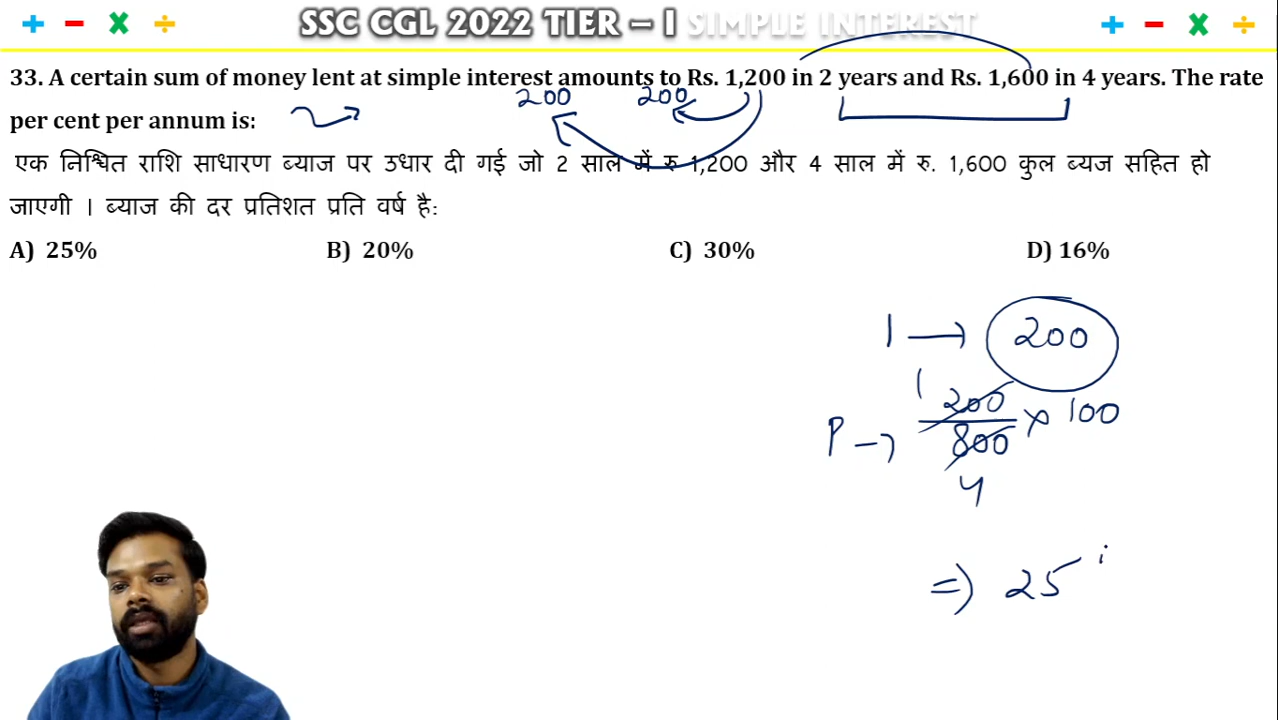 + - × ÷ SSC CGL 2022 TIER – I SIMPLE INTEREST + - × ÷
33. A certain sum of money lent at simple interest amounts to Rs. 1,200 in 2 years and Rs. 1,600 in 4 years. The rate
200 200
per cent per annum is:
एक निश्चित राशि साधारण ब्याज पर उधार दी गई जो 2 साल में रु 1,200 और 4 साल में रु. 1,600 कुल ब्यज सहित हो
जाएगी । ब्याज की दर प्रतिशत प्रति वर्ष है:
A) 25% B) 20% C) 30% D) 16%
1 → 200
1
P → 200/800 × 100
4
⇒ 25